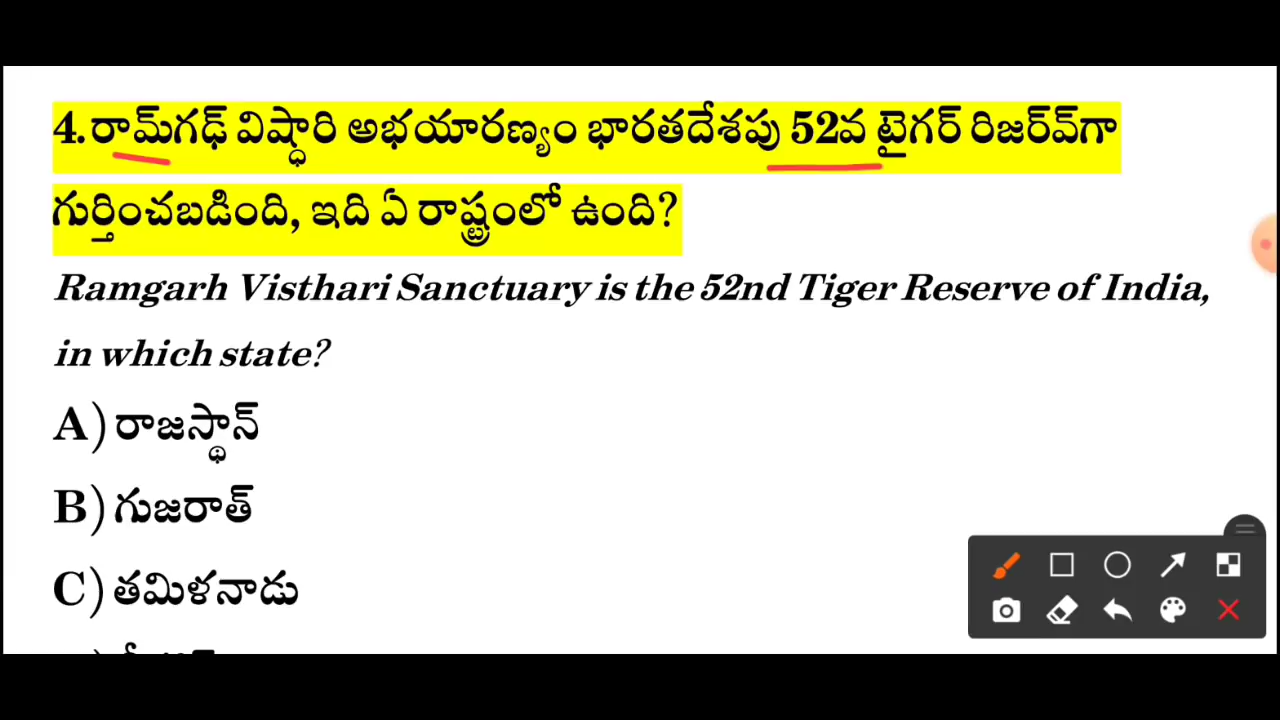 4.రామ్‌గఢ్ విష్ధారి అభయారణ్యం భారతదేశపు 52వ టైగర్ రిజర్వ్‌గా
గుర్తించబడింది, ఇది ఏ రాష్ట్రంలో ఉంది?
Ramgarh Visthari Sanctuary is the 52nd Tiger Reserve of India,
in which state?
A) రాజస్థాన్
B) గుజరాత్
C) తమిళనాడు